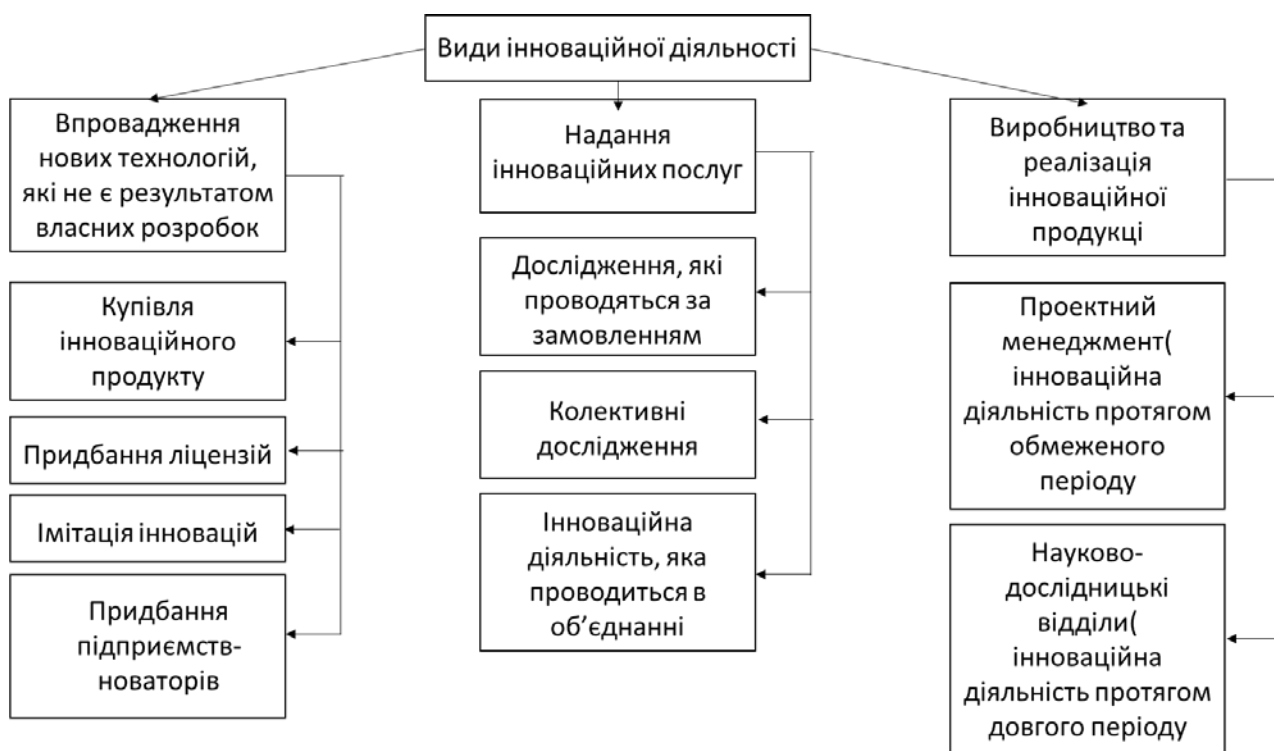 Види інноваційної діяльності
Впровадження
нових технологій,
які не є результатом
власних розробок
Купівля
інноваційного
продукту
Придбання ліцензій
Імітація інновацій
Придбання
підприємств-
новаторів
Надання
інноваційних послуг
Дослідження, які
проводяться за
замовленням
Колективні
дослідження
Інноваційна
діяльність, яка
проводиться в
об’єднанні
Виробництво та
реалізація
інноваційної
продукці
Проектний
менеджмент(
інноваційна
діяльність протягом
обмеженого
періоду
Науково-
дослідницькі
відділи(
інноваційна
діяльність протягом
довгого періоду